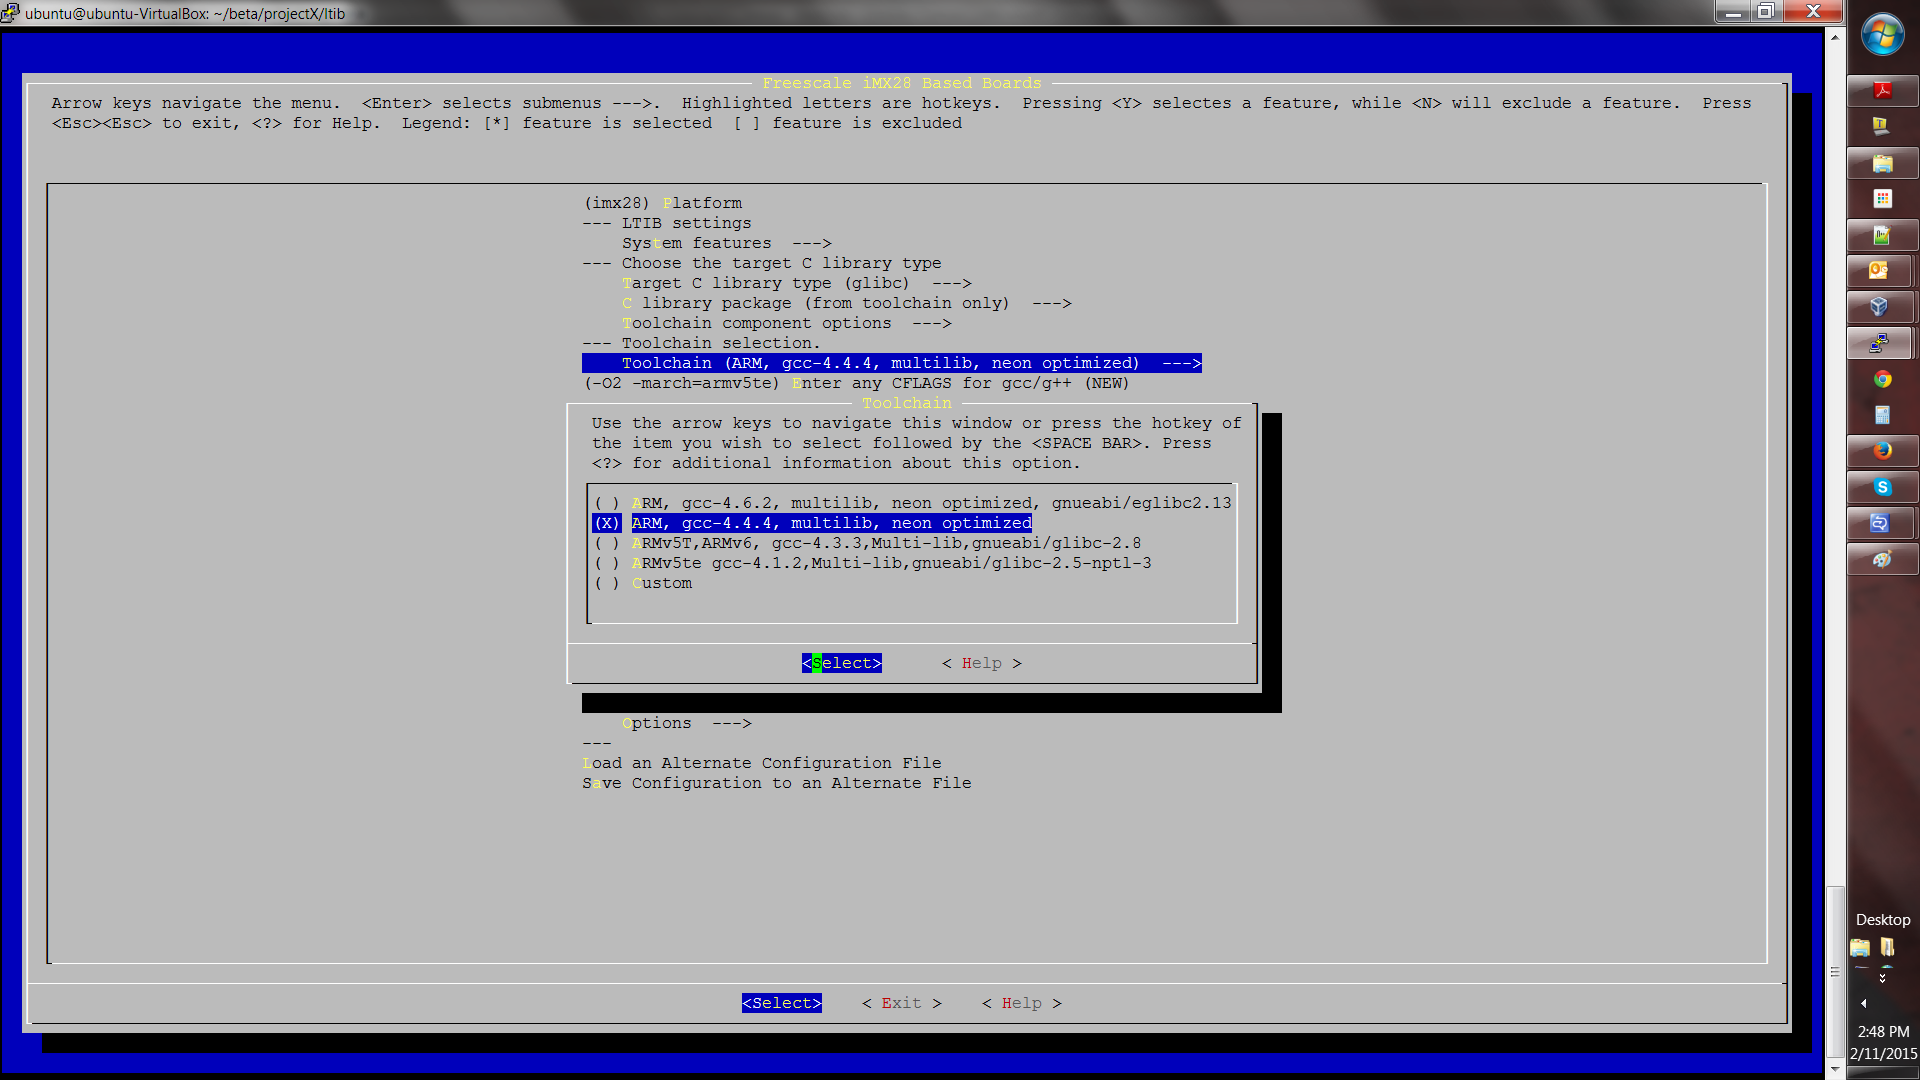 ubuntu@ubuntu-VirtualBox: ~/beta/projectX/ltib
Freescale iMX28 Based Boards
Arrow keys navigate the menu.  <Enter> selects submenus --->.  Highlighted letters are hotkeys.  Pressing <Y> selectes a feature, while <N> will exclude a feature.  Press
<Esc><Esc> to exit, <?> for Help.  Legend: [*] feature is selected  [ ] feature is excluded
(imx28) Platform
--- LTIB settings
System features  --->
--- Choose the target C library type
Target C library type (glibc)  --->
C library package (from toolchain only)  --->
Toolchain component options  --->
--- Toolchain selection.
Toolchain (ARM, gcc-4.4.4, multilib, neon optimized)  --->
(-O2 -march=armv5te) Enter any CFLAGS for gcc/g++ (NEW)
Toolchain
Use the arrow keys to navigate this window or press the hotkey of
the item you wish to select followed by the <SPACE BAR>. Press
<?> for additional information about this option.
( ) ARM, gcc-4.6.2, multilib, neon optimized, gnueabi/eglibc2.13
(X) ARM, gcc-4.4.4, multilib, neon optimized
( ) ARMv5T,ARMv6, gcc-4.3.3,Multi-lib,gnueabi/glibc-2.8
( ) ARMv5te gcc-4.1.2,Multi-lib,gnueabi/glibc-2.5-nptl-3
( ) Custom
<Select>      < Help >
Options  --->
---
Load an Alternate Configuration File
Save Configuration to an Alternate File
<Select>    < Exit >    < Help >
Desktop
2:48 PM
2/11/2015